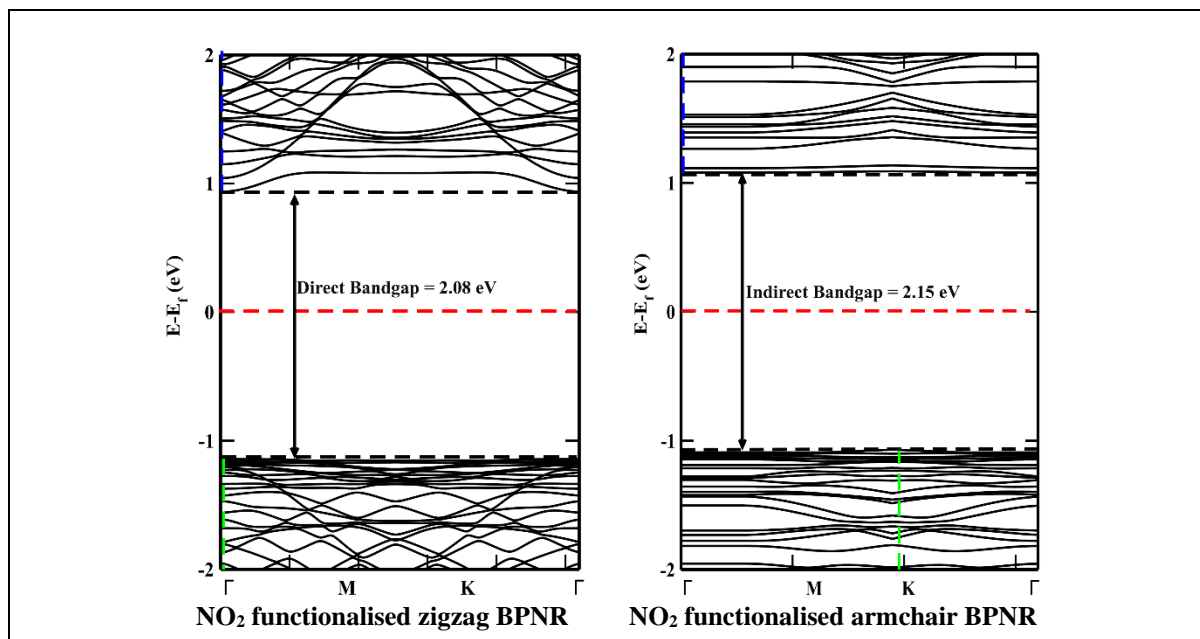 2
1
0
-1
-2
E-E_f (eV)
Direct Bandgap = 2.08 eV
Γ M K Γ
NO₂ functionalised zigzag BPNR
2
1
0
-1
-2
E-E_f (eV)
Indirect Bandgap = 2.15 eV
Γ M K Γ
NO₂ functionalised armchair BPNR